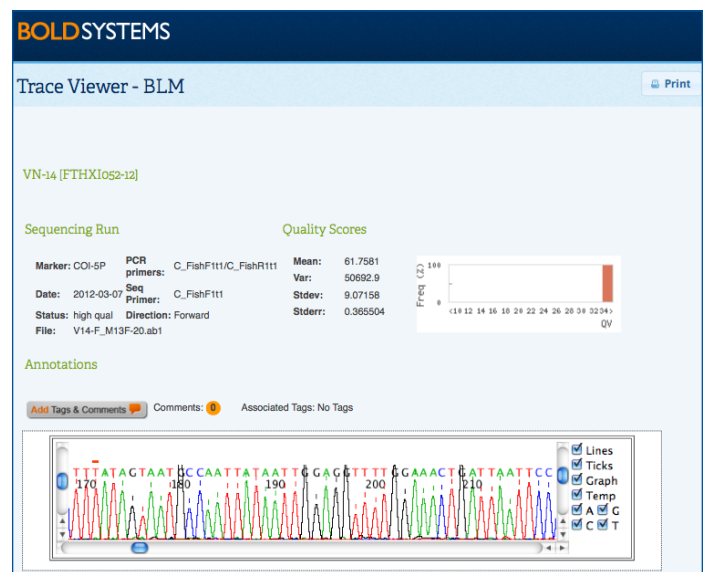 BOLDSYSTEMS
Trace Viewer - BLM
Print
VN-14 [FTHXI052-12]
Sequencing Run
Quality Scores
Marker: COI-5P PCR primers: C_FishF1t1/C_FishR1t1
Date: 2012-03-07 Seq Primer: C_FishF1t1
Status: high qual Direction: Forward
File: V14-F_M13F-20.ab1
Mean: 61.7581
Var: 50692.9
Stdev: 9.07158
Stderr: 0.365504
Freq (%)
100
0
<10 12 14 16 18 20 22 24 26 28 30 32 34>
QV
Annotations
Add Tags & Comments Comments: 0 Associated Tags: No Tags
TTTATAGTAATGCCAATTATAATTGGAGGTTTTGGAAACTGATTAATTCC
170 180 190 200 210
Lines
Ticks
Graph
Temp
A G
C T